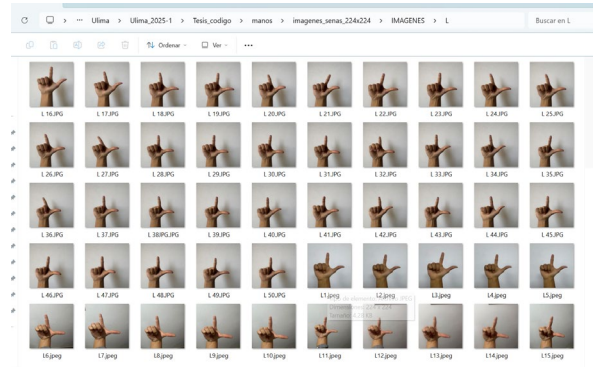 Ulima > Ulima_2025-1 > Tesis_codigo > manos > imagenes_senas_224x224 > IMAGENES > L
Buscar en L
Ordenar
Ver
L 16.JPG L 17.JPG L 18.JPG L 19.JPG L 20.JPG L 21.JPG L 22.JPG L 23.JPG L 24.JPG L 25.JPG
L 26.JPG L 27.JPG L 28.JPG L 29.JPG L 30.JPG L 31.JPG L 32.JPG L 33.JPG L 34.JPG L 35.JPG
L 36.JPG L 37.JPG L 38JPG.JPG L 39.JPG L 40.JPG L 41.JPG L 42.JPG L 43.JPG L 44.JPG L 45.JPG
L 46.JPG L 47.JPG L 48.JPG L 49.JPG L 50.JPG L1.jpeg L2.jpeg L3.jpeg L4.jpeg L5.jpeg
L6.jpeg L7.jpeg L8.jpeg L9.jpeg L10.jpeg L11.jpeg L12.jpeg L13.jpeg L14.jpeg L15.jpeg